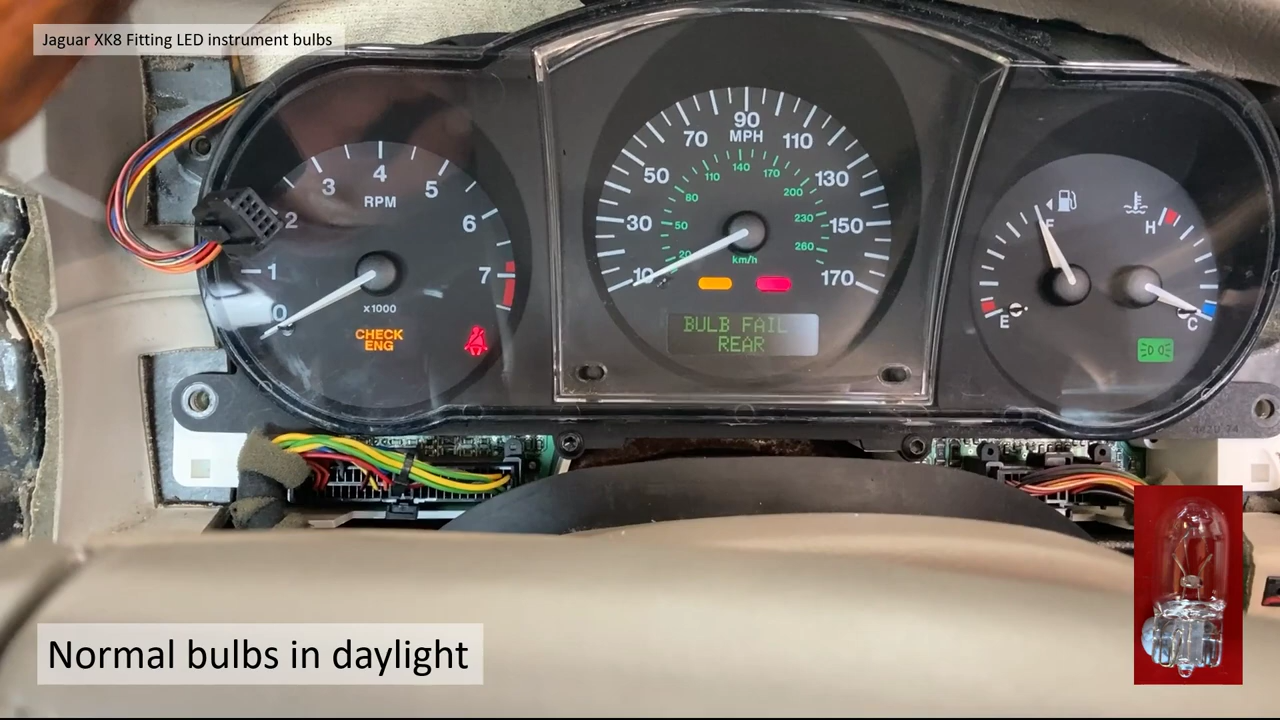 Jaguar XK8 Fitting LED instrument bulbs
0
1
2
3
4
5
6
7
RPM
x1000
CHECK
ENG
10
30
50
70
90
110
130
150
170
MPH
20
50
80
110
140
170
200
230
260
km/h
BULB FAIL
REAR
F
E
H
C
Normal bulbs in daylight